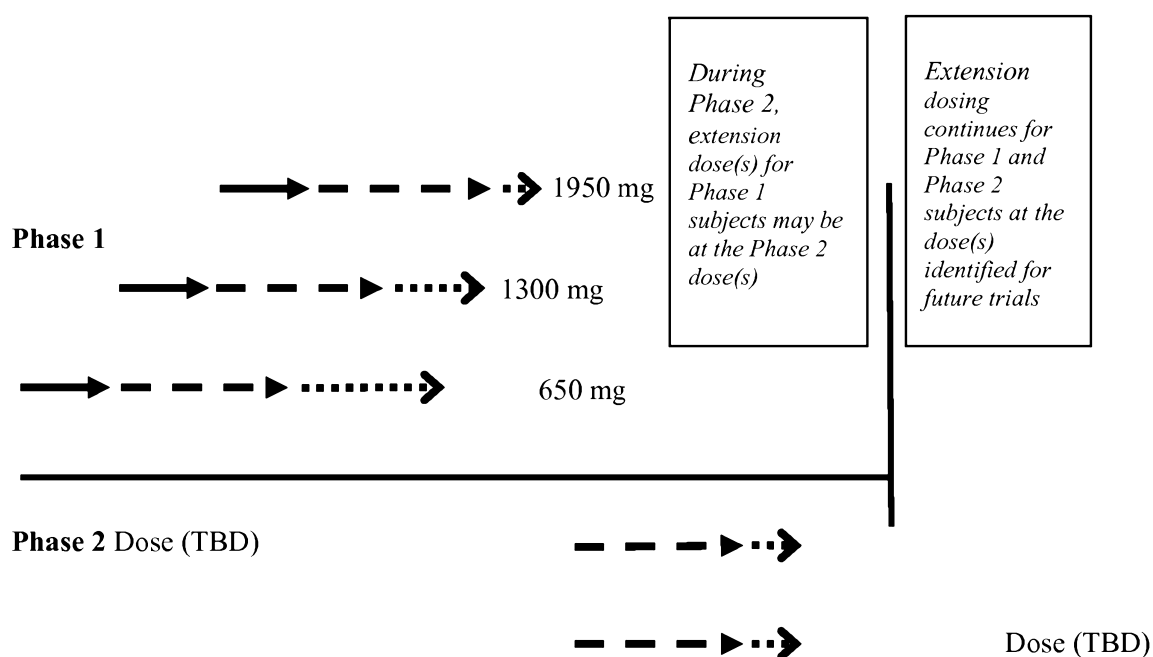 During
Phase 2,
extension
dose(s) for
Phase 1
subjects may be
at the Phase 2
dose(s)
Extension
dosing
continues for
Phase 1 and
Phase 2
subjects at the
dose(s)
identified for
future trials
1950 mg
Phase 1
1300 mg
650 mg
Phase 2 Dose (TBD)
Dose (TBD)